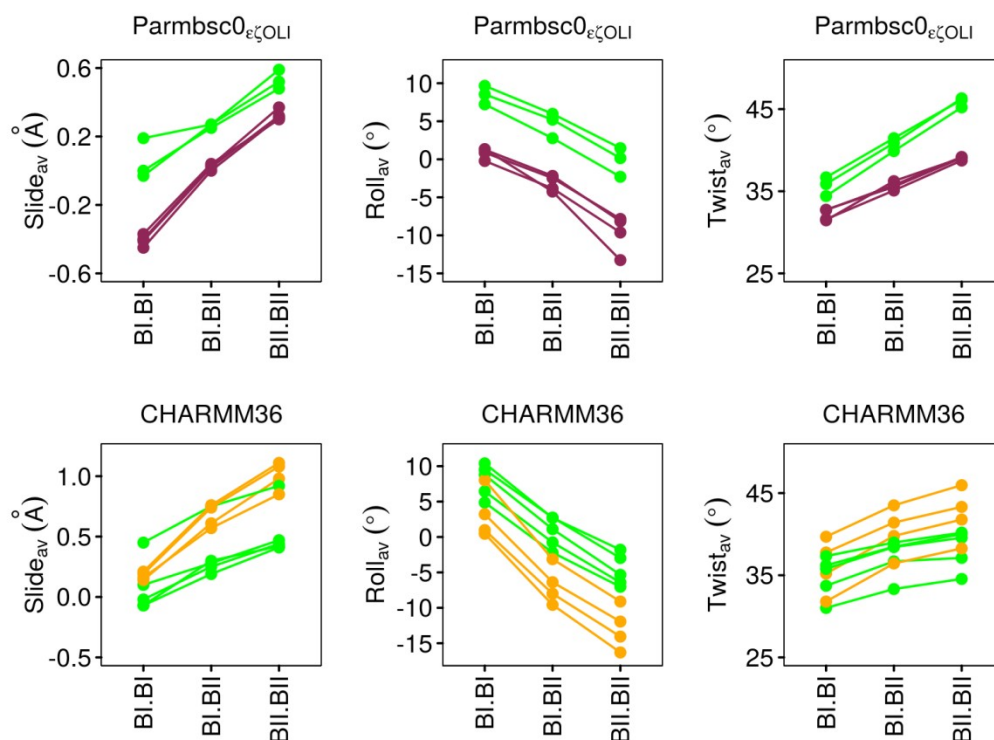 Parmbsc0εζOLI
Parmbsc0εζOLI
Parmbsc0εζOLI
Slideav (Å)
0.6
0.2
-0.2
-0.6
BI.BI
BI.BII
BII.BII
Rollav (°)
10
5
0
-5
-10
-15
BI.BI
BI.BII
BII.BII
Twistav (°)
45
35
25
BI.BI
BI.BII
BII.BII
CHARMM36
CHARMM36
CHARMM36
Slideav (Å)
1.0
0.5
0.0
-0.5
BI.BI
BI.BII
BII.BII
Rollav (°)
10
5
0
-5
-10
-15
BI.BI
BI.BII
BII.BII
Twistav (°)
45
35
25
BI.BI
BI.BII
BII.BII